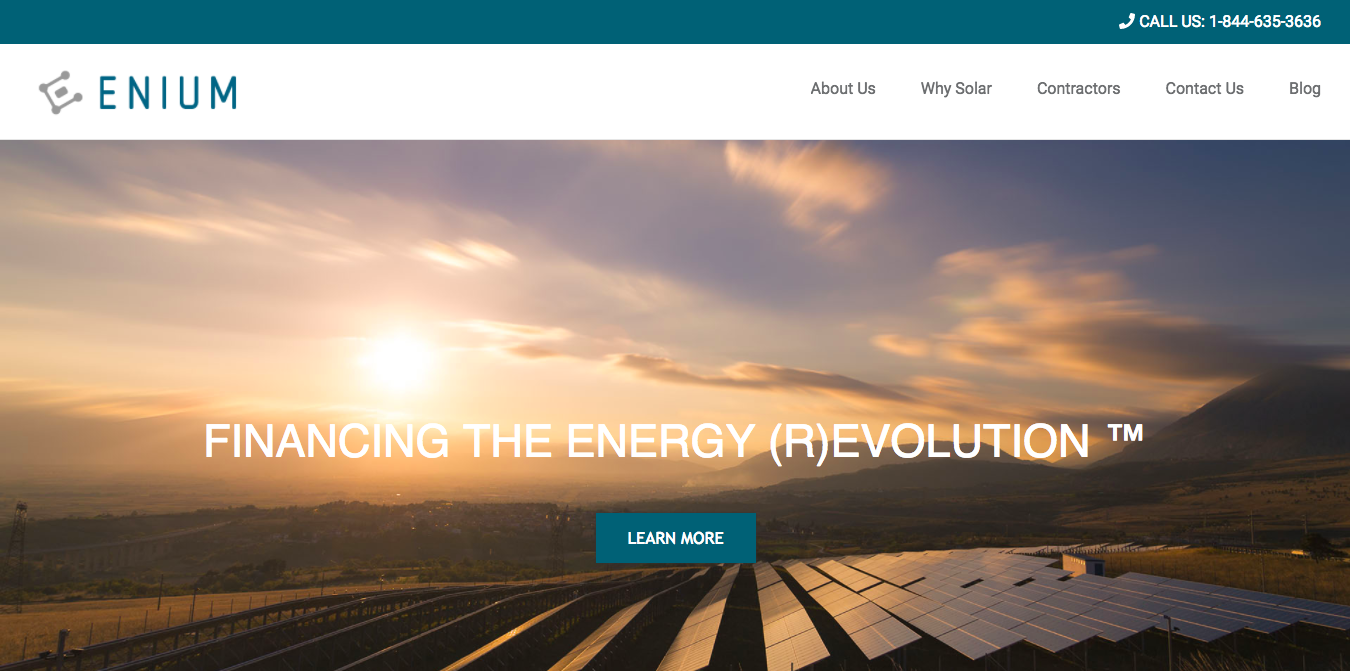 CALL US: 1-844-635-3636
ENIUM
About Us Why Solar Contractors Contact Us Blog
FINANCING THE ENERGY (R)EVOLUTION ™
LEARN MORE